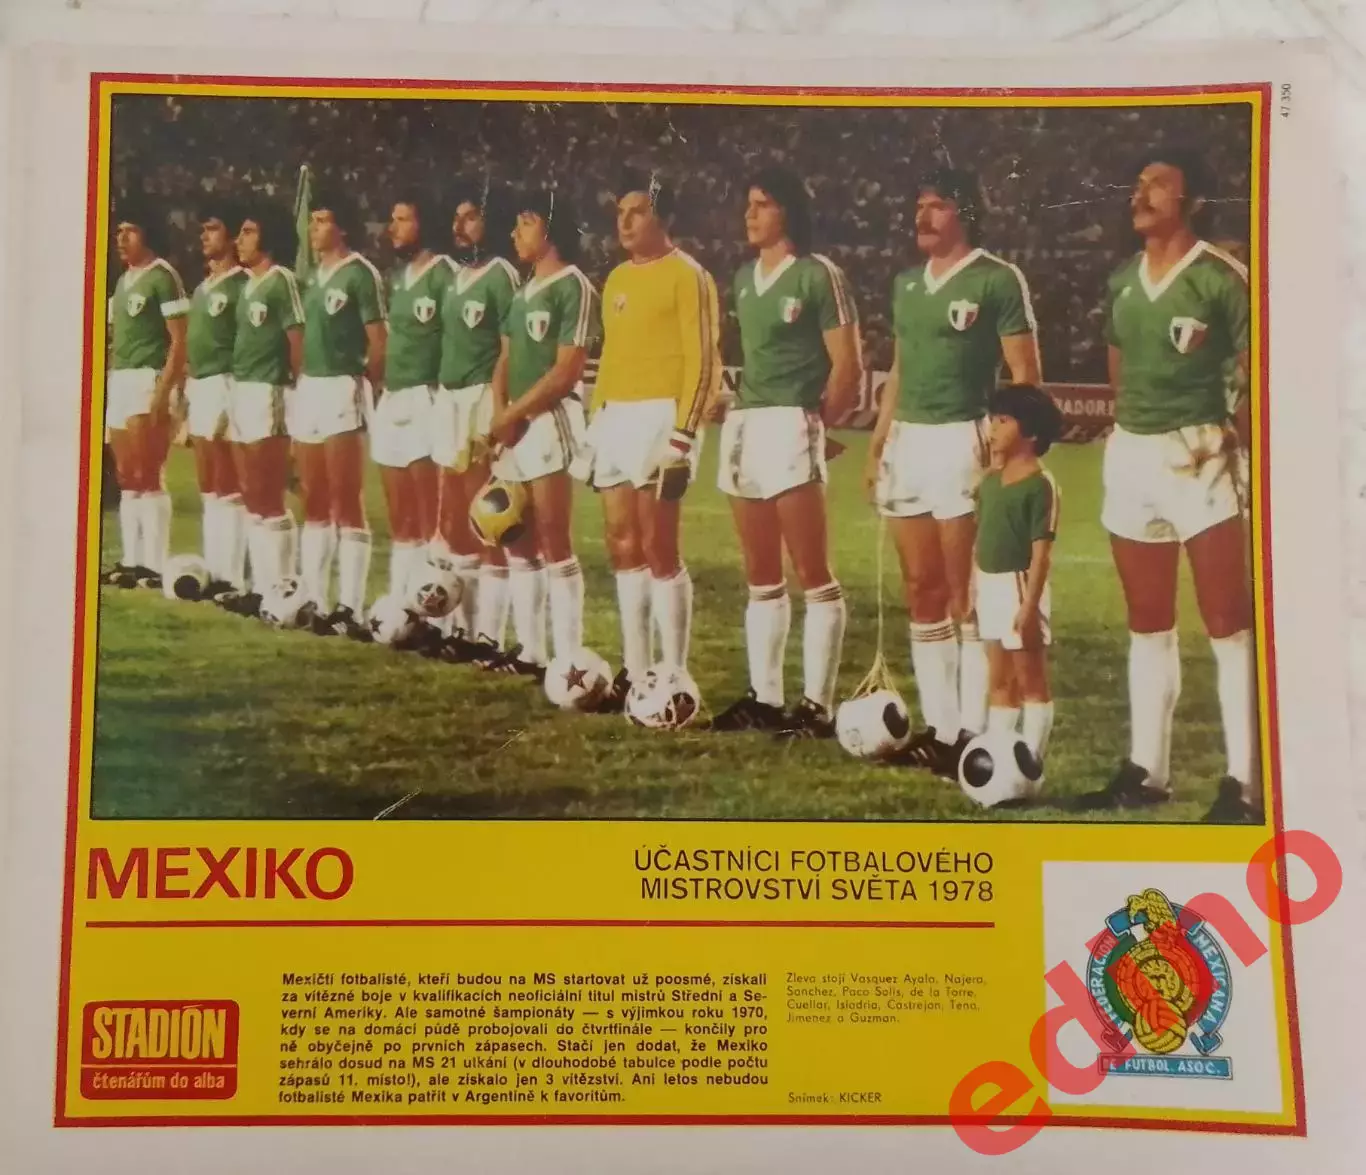 47 350
ADORE
MEXIKO
ÚČASTNÍCI FOTBALOVÉHO
MISTROVSTVÍ SVĚTA 1978
Mexičtí fotbalisté, kteří budou na MS startovat už poosmé, získali
za vítězné boje v kvalifikacích neoficiální titul mistrů Střední a Se-
verní Ameriky. Ale samotné šampionáty — s výjimkou roku 1970,
kdy se na domácí půdě probojovali do čtvrtfinále — končily pro
ně obyčejně po prvních zápasech. Stačí jen dodat, že Mexiko
sehrálo dosud na MS 21 utkání (v dlouhodobé tabulce podle počtu
zápasů 11. místo!), ale získalo jen 3 vítězství. Ani letos nebudou
fotbalisté Mexika patřit v Argentině k favoritům.
Zleva stojí Vasquez Ayala, Najera,
Sanchez, Paco Solis, de la Torre,
Cuellar, Isladria, Castrejon, Tena,
Jimenez a Guzman.
Snímek: KICKER
STADIÓN
čtenářům do alba
FEDERACION
MEXICANA
DE FUTBOL ASOC.
edino